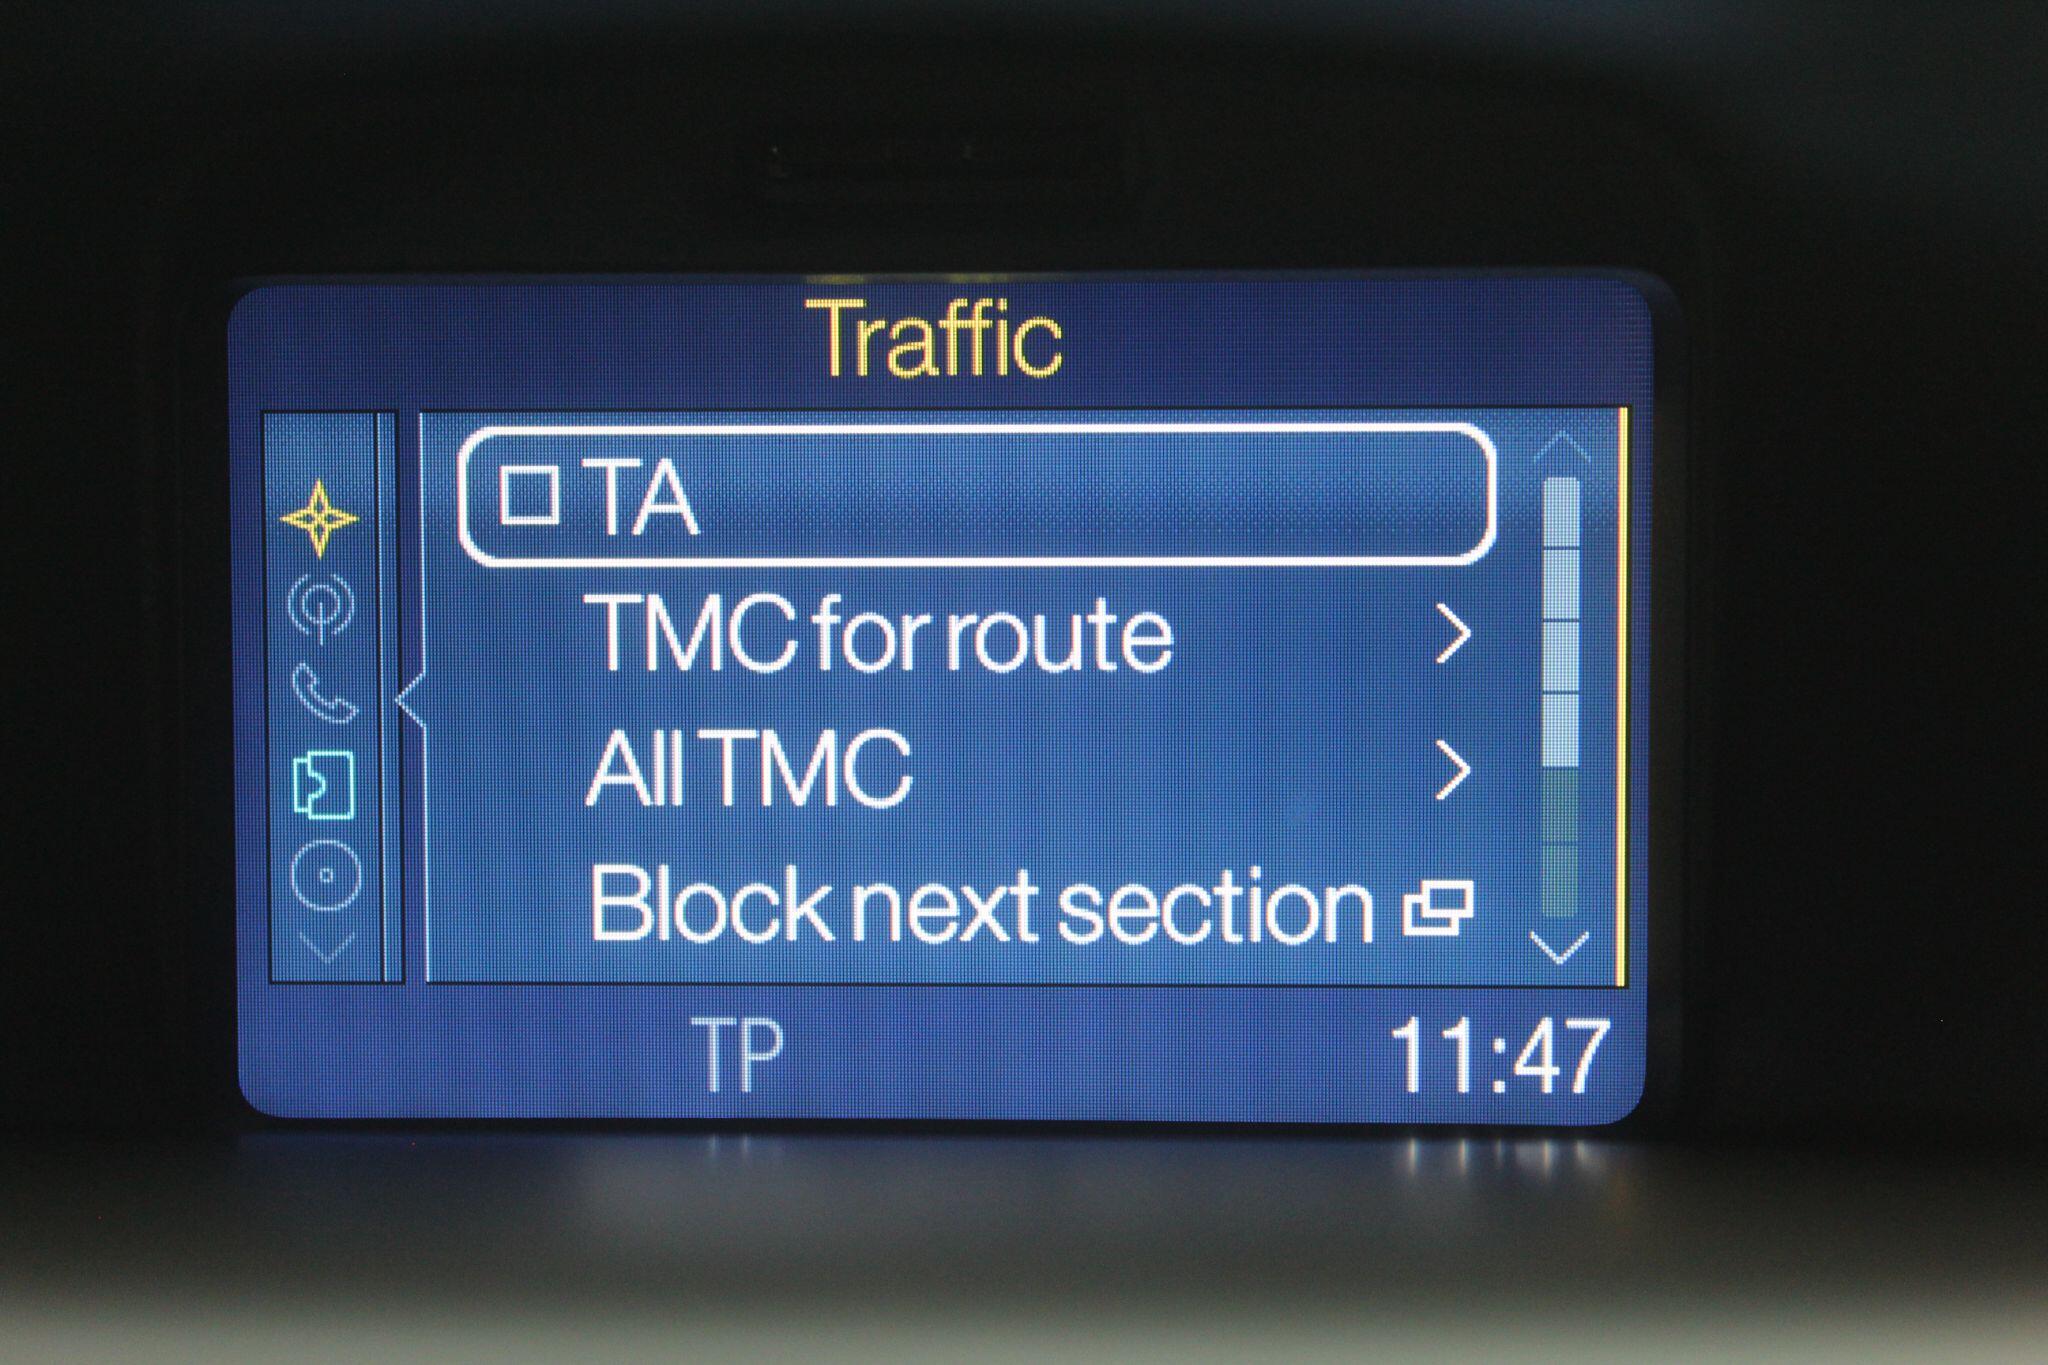 Traffic
TA
TMC for route
All TMC
Block next section
TP
11:47